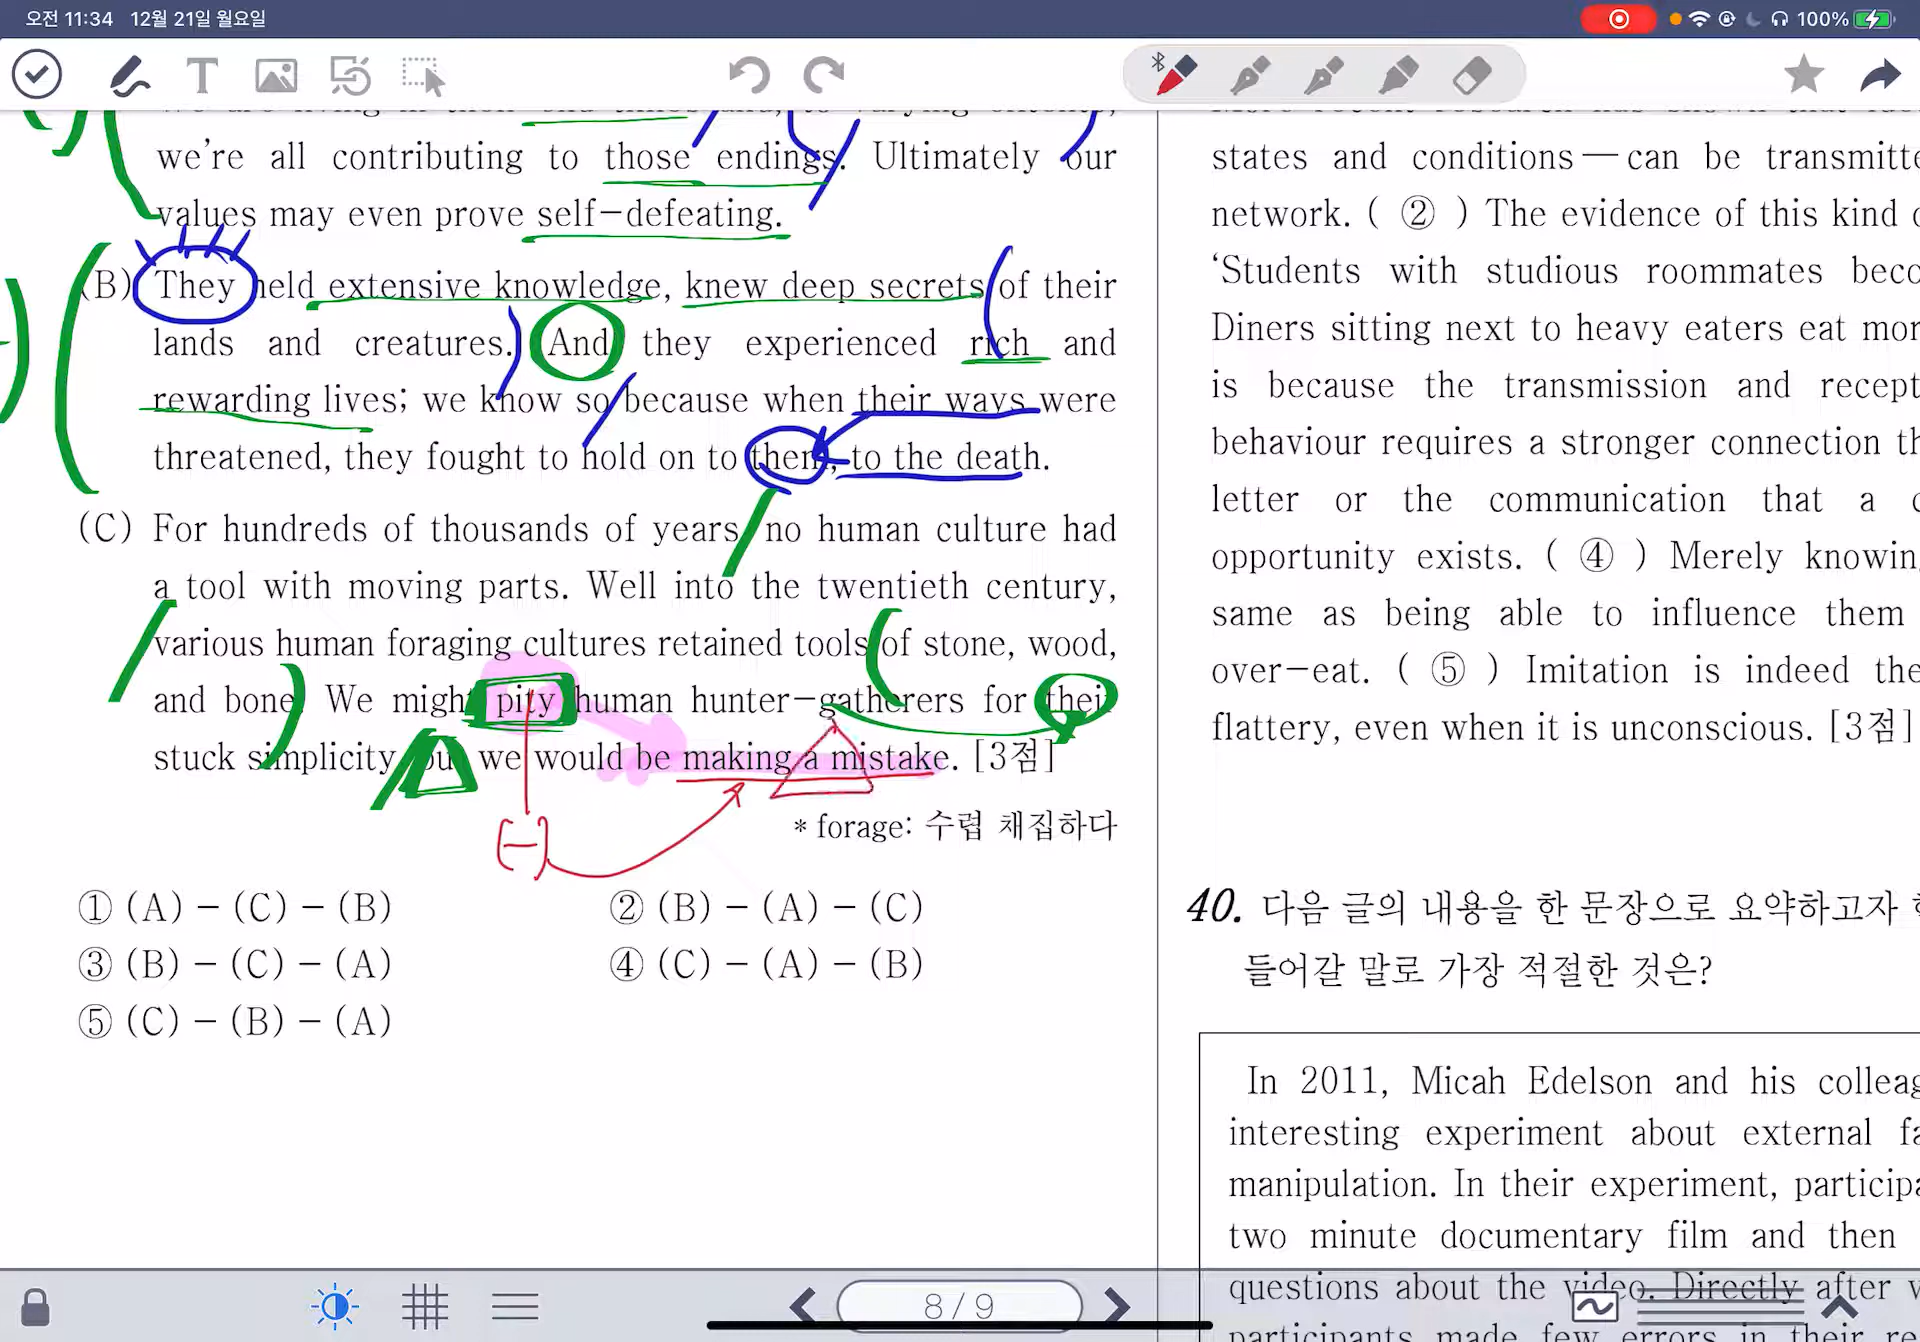 오전 11:34 12월 21일 월요일
100%
we're all contributing to those endings. Ultimately our
values may even prove self-defeating.
(B) They held extensive knowledge, knew deep secrets of their
lands and creatures. And they experienced rich and
rewarding lives; we know so because when their ways were
threatened, they fought to hold on to them, to the death.
(C) For hundreds of thousands of years, no human culture had
a tool with moving parts. Well into the twentieth century,
various human foraging cultures retained tools of stone, wood,
and bone. We might pity human hunter-gatherers for their
stuck simplicity, but we would be making a mistake. [3점]
(-)
* forage: 수렵 채집하다
① (A) - (C) - (B)
② (B) - (A) - (C)
③ (B) - (C) - (A)
④ (C) - (A) - (B)
⑤ (C) - (B) - (A)
states and conditions — can be
network. ( ② ) The evidence of this kind
‘Students with studious roommates
Diners sitting next to heavy eaters eat
is because the transmission and
behaviour requires a stronger connection
letter or the communication that a
opportunity exists. ( ④ ) Merely
same as being able to influence them
over-eat. ( ⑤ ) Imitation is indeed
flattery, even when it is unconscious. [3점]
40. 다음 글의 내용을 한 문장으로 요약하고자
들어갈 말로 가장 적절한 것은?
In 2011, Micah Edelson and his
interesting experiment about external
manipulation. In their experiment,
two minute documentary film and then
questions about the video. Directly after
participants made few errors in their
8 / 9